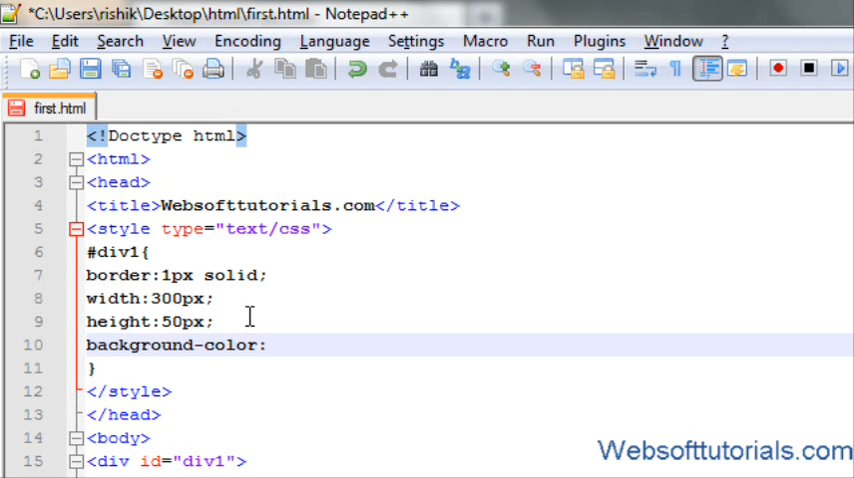 *C:\Users\rishik\Desktop\html\first.html - Notepad++
File Edit Search View Encoding Language Settings Macro Run Plugins Window ?
first.html
1 <!Doctype html>
2 <html>
3 <head>
4 <title>Websofttutorials.com</title>
5 <style type="text/css">
6 #div1{
7 border:1px solid;
8 width:300px;
9 height:50px;
10 background-color:
11 }
12 </style>
13 </head>
14 <body>
15 <div id="div1">
Websofttutorials.com